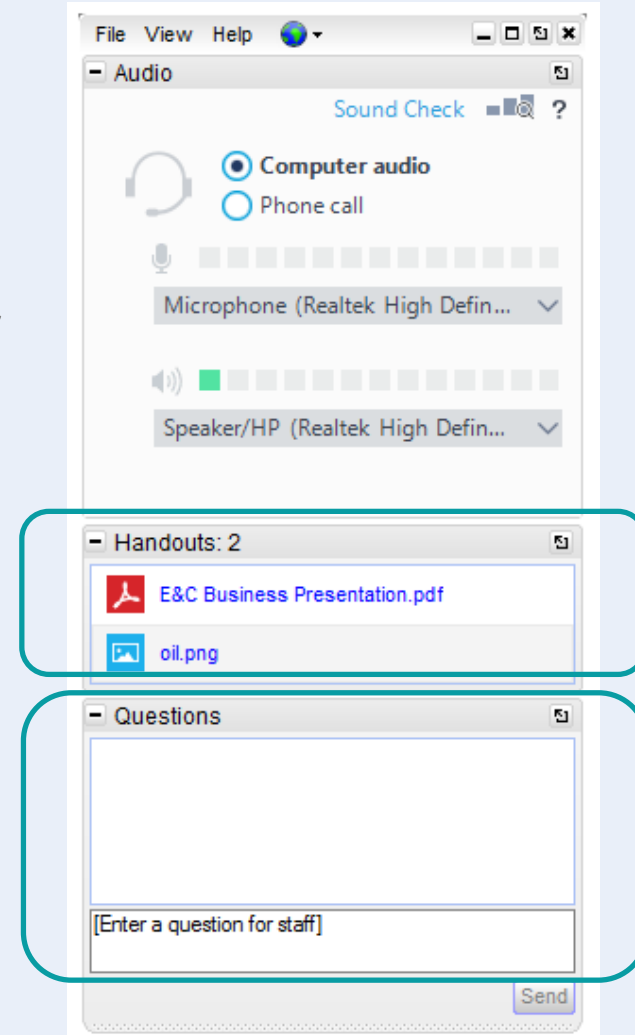 File View Help
Audio
Sound Check ?
Computer audio
Phone call
Microphone (Realtek High Defin...
Speaker/HP (Realtek High Defin...
Handouts: 2
E&C Business Presentation.pdf
oil.png
Questions
[Enter a question for staff]
Send